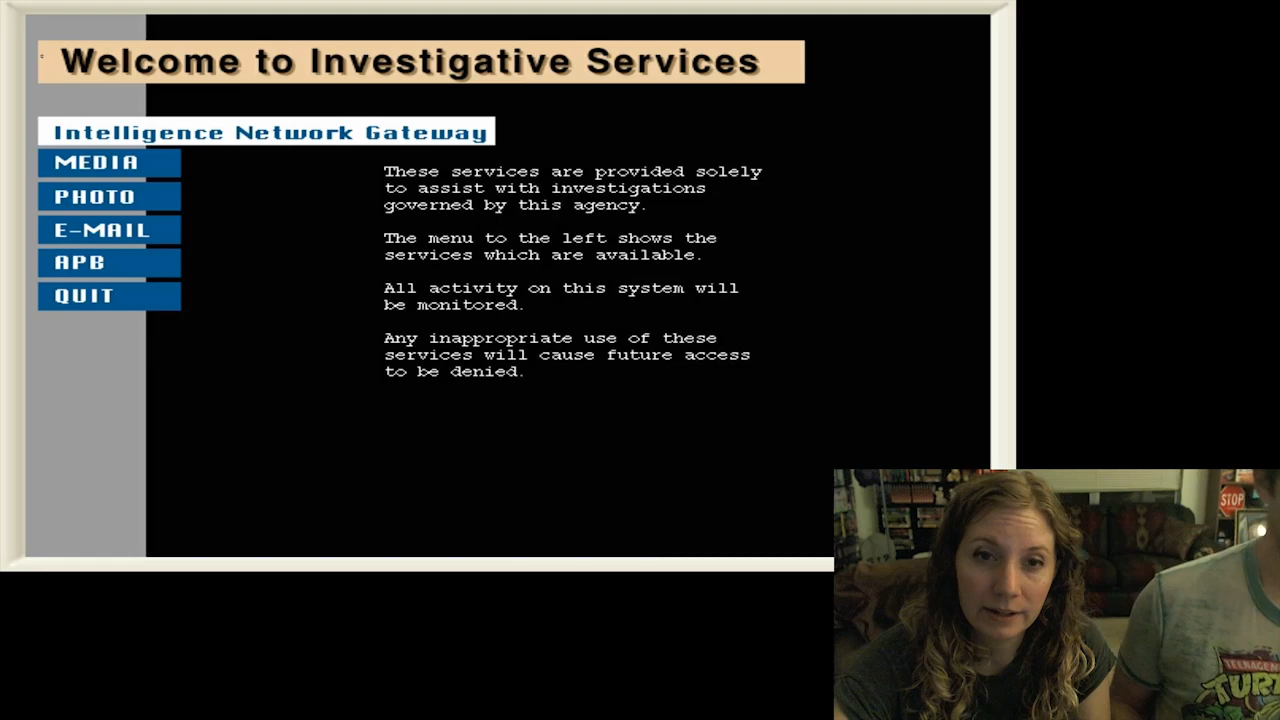 Welcome to Investigative Services
Intelligence Network Gateway
MEDIA
PHOTO
E-MAIL
APB
QUIT
These services are provided solely
to assist with investigations
governed by this agency.
The menu to the left shows the
services which are available.
All activity on this system will
be monitored.
Any inappropriate use of these
services will cause future access
to be denied.
STOP
TEENAGE
TURT